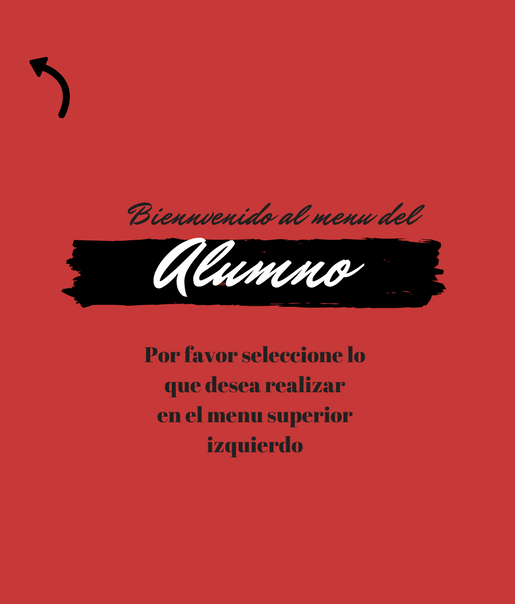 Biennvenido al menu del
Alumno
Por favor seleccione lo
que desea realizar
en el menu superior
izquierdo